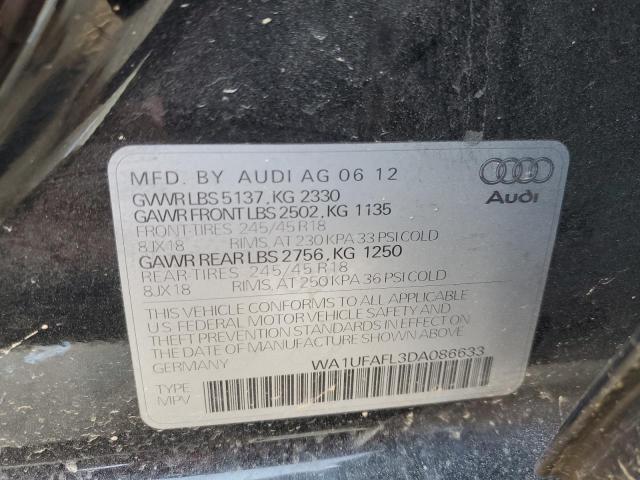 MFD. BY AUDI AG 06 12
GVWR LBS 5137, KG 2330
GAWR FRONT LBS 2502, KG 1135
FRONT-TIRES 245/45 R18
8JX18 RIMS, AT 230 KPA 33 PSI COLD
GAWR REAR LBS 2756, KG 1250
REAR-TIRES 245/45 R18
8JX18 RIMS, AT 250 KPA 36 PSI COLD
THIS VEHICLE CONFORMS TO ALL APPLICABLE
U.S. FEDERAL MOTOR VEHICLE SAFETY AND
THEFT PREVENTION STANDARDS IN EFFECT ON
THE DATE OF MANUFACTURE SHOWN ABOVE
GERMANY WA1UFAFL3DA086633
TYPE
MPV
Audi